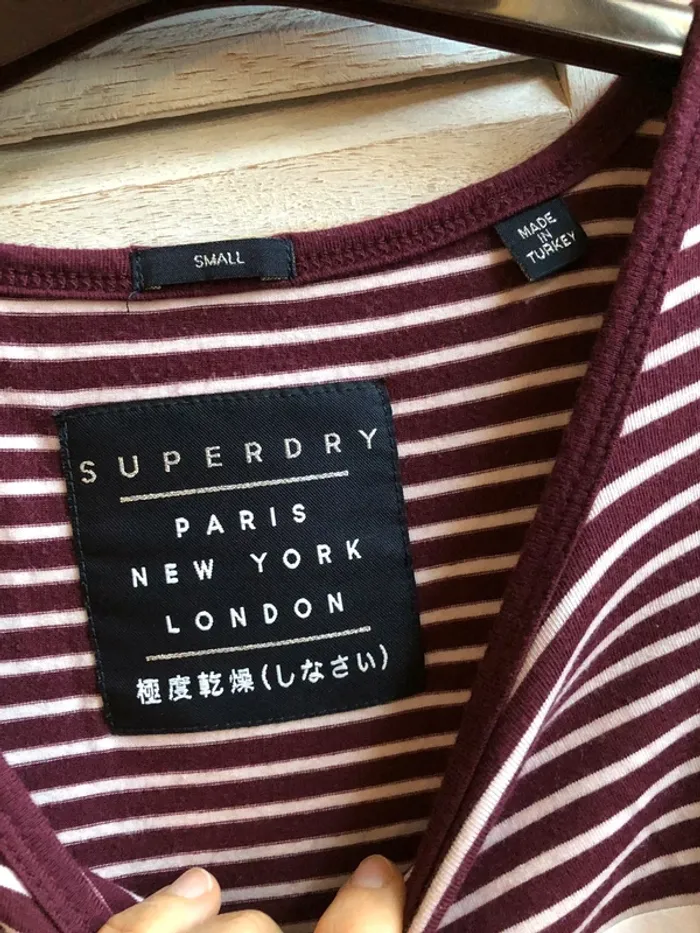 SMALL
MADE
IN
TURKEY
SUPERDRY
PARIS
NEW YORK
LONDON
極度乾燥(しなさい)